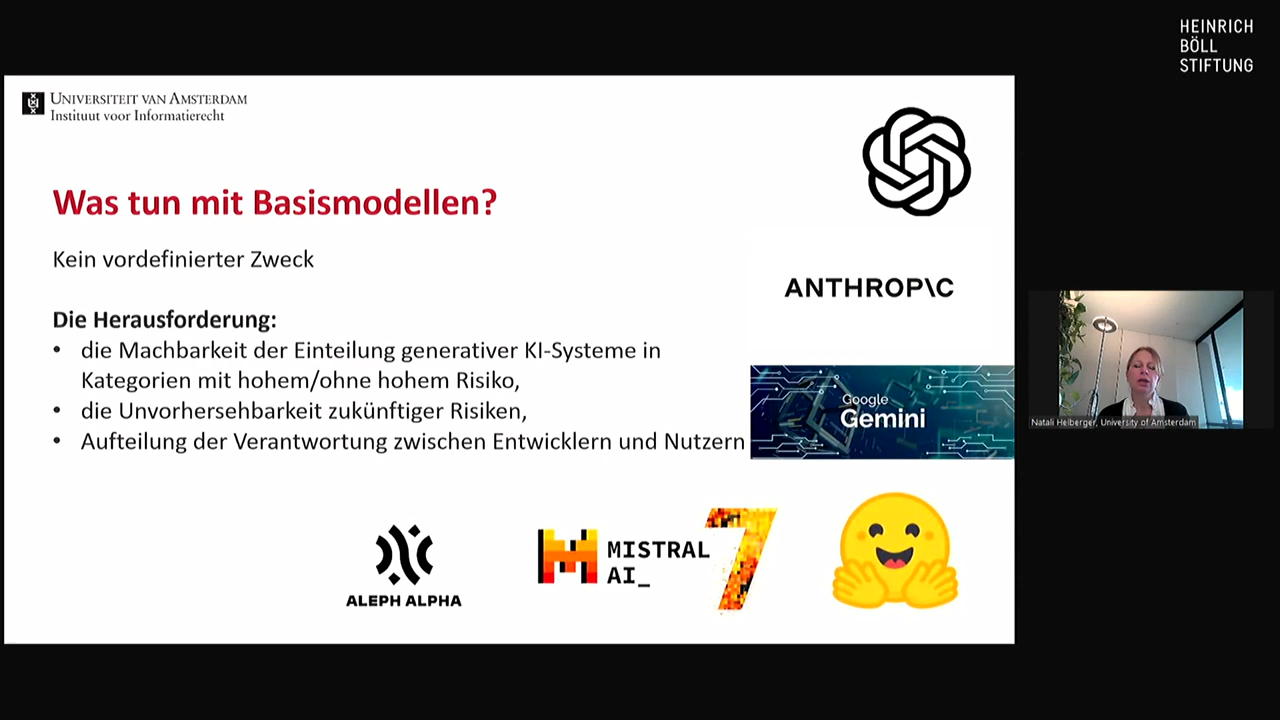 HEINRICH
BÖLL
STIFTUNG
UNIVERSITEIT VAN AMSTERDAM
Instituut voor Informatierecht
Was tun mit Basismodellen?
Kein vordefinierter Zweck
Die Herausforderung:
• die Machbarkeit der Einteilung generativer KI-Systeme in
Kategorien mit hohem/ohne hohem Risiko,
• die Unvorhersehbarkeit zukünftiger Risiken,
• Aufteilung der Verantwortung zwischen Entwicklern und Nutzern
ANTHROP\C
Google
Gemini
ALEPH ALPHA
MISTRAL
AI_
7
Natali Helberger, University of Amsterdam